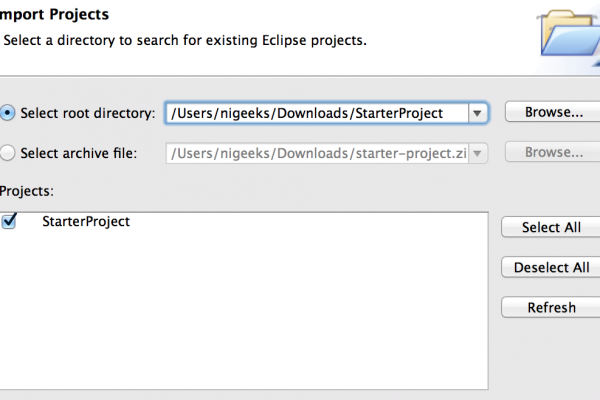 mport Projects
Select a directory to search for existing Eclipse projects.
Select root directory: /Users/nigeeks/Downloads/StarterProject Browse...
Select archive file: /Users/nigeeks/Downloads/starter-project.zi Browse...
Projects:
StarterProject
Select All
Deselect All
Refresh